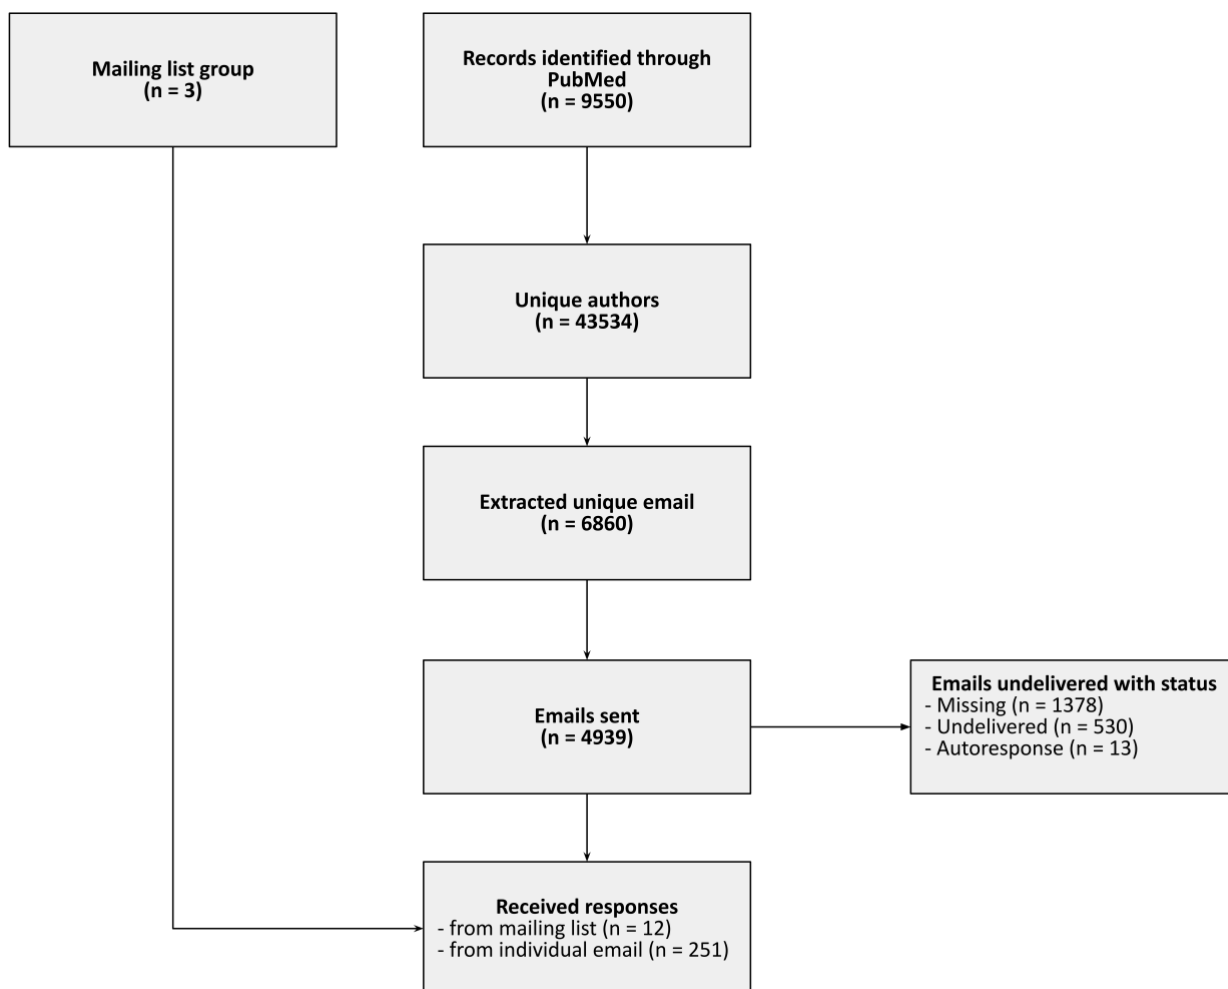 Mailing list group
(n = 3)
Records identified through
PubMed
(n = 9550)
Unique authors
(n = 43534)
Extracted unique email
(n = 6860)
Emails sent
(n = 4939)
Emails undelivered with status
- Missing (n = 1378)
- Undelivered (n = 530)
- Autoresponse (n = 13)
Received responses
- from mailing list (n = 12)
- from individual email (n = 251)